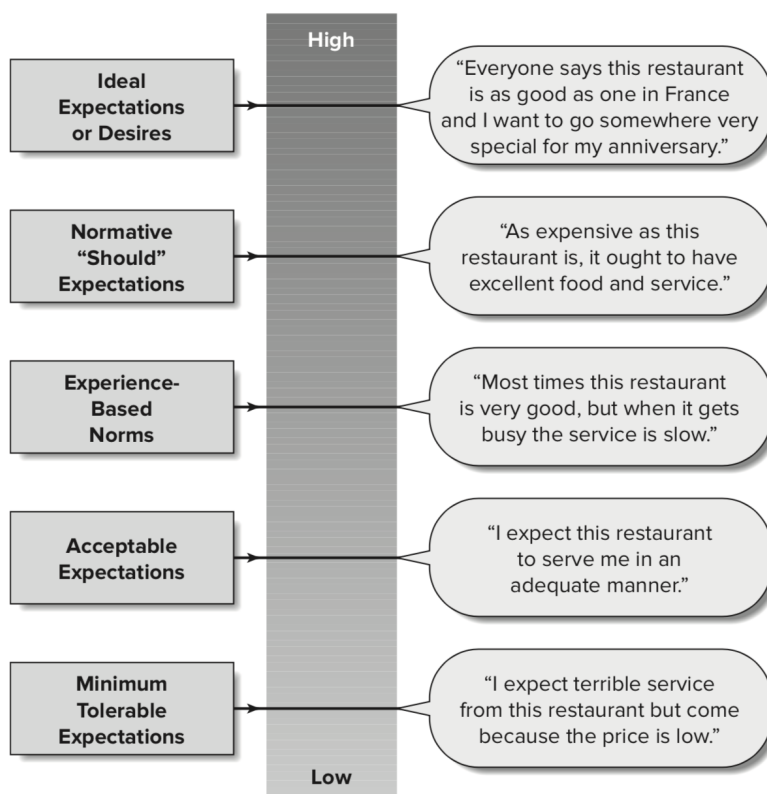 High
Ideal
Expectations
or Desires
“Everyone says this restaurant
is as good as one in France
and I want to go somewhere very
special for my anniversary.”
Normative
“Should”
Expectations
“As expensive as this
restaurant is, it ought to have
excellent food and service.”
Experience-
Based
Norms
“Most times this restaurant
is very good, but when it gets
busy the service is slow.”
Acceptable
Expectations
“I expect this restaurant
to serve me in an
adequate manner.”
Minimum
Tolerable
Expectations
“I expect terrible service
from this restaurant but come
because the price is low.”
Low